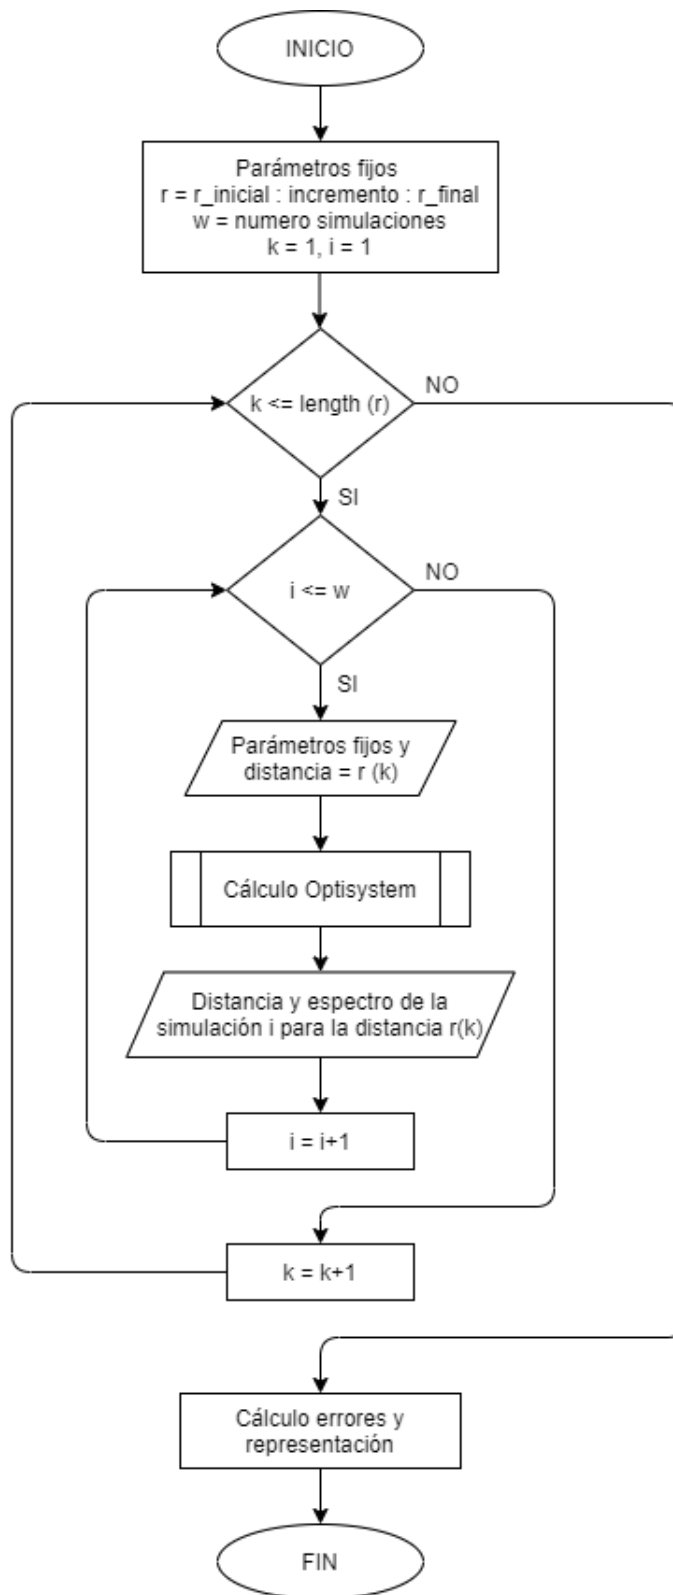 INICIO
Parámetros fijos
r = r_inicial : incremento : r_final
w = numero simulaciones
k = 1, i = 1
k <= length (r)
NO
SI
i <= w
NO
SI
Parámetros fijos y
distancia = r (k)
Cálculo Optisystem
Distancia y espectro de la
simulación i para la distancia r(k)
i = i+1
k = k+1
Cálculo errores y
representación
FIN